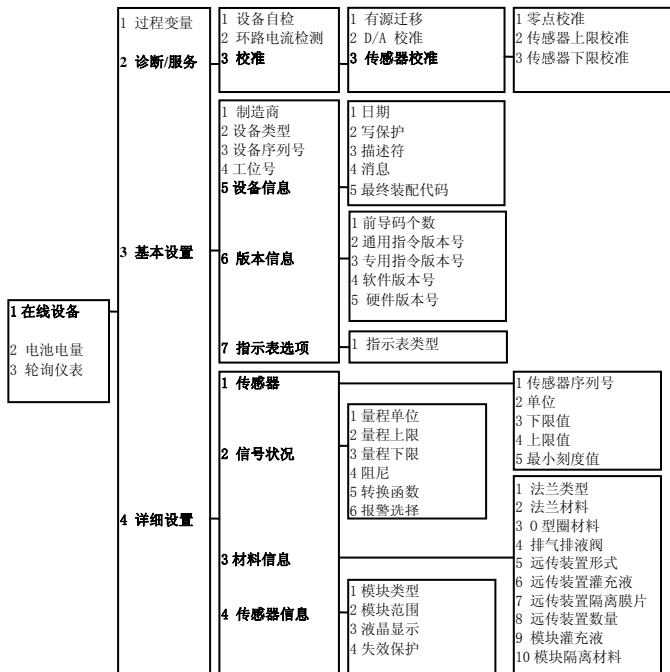 1 在线设备
2 电池电量
3 轮询仪表
1 过程变量
2 诊断/服务
3 基本设置
4 详细设置
1 设备自检
2 环路电流检测
3 校准
1 有源迁移
2 D/A 校准
3 传感器校准
1 零点校准
2 传感器上限校准
3 传感器下限校准
1 制造商
2 设备类型
3 设备序列号
4 工位号
5 设备信息
6 版本信息
7 指示表选项
1 日期
2 写保护
3 描述符
4 消息
5 最终装配代码
1 前导码个数
2 通用指令版本号
3 专用指令版本号
4 软件版本号
5 硬件版本号
1 指示表类型
1 传感器
2 信号状况
3 材料信息
4 传感器信息
1 传感器序列号
2 单位
3 下限值
4 上限值
5 最小刻度值
1 量程单位
2 量程上限
3 量程下限
4 阻尼
5 转换函数
6 报警选择
1 法兰类型
2 法兰材料
3 O 型圈材料
4 排气排液阀
5 远传装置形式
6 远传装置灌充液
7 远传装置隔离膜片
8 远传装置数量
9 模块灌充液
10 模块隔离材料
1 模块类型
2 模块范围
3 液晶显示
4 失效保护